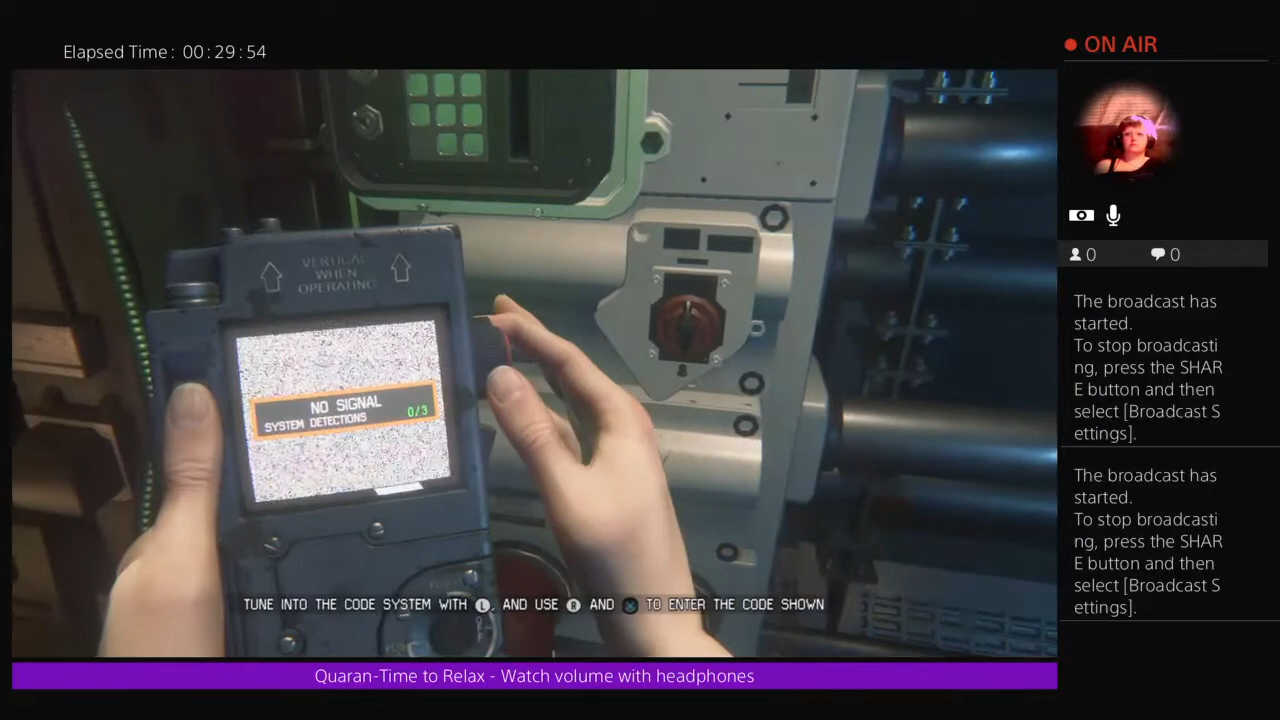 Elapsed Time: 00:29:54
ON AIR
0 0
VERTICAL
WHEN
OPERATING
NO SIGNAL
SYSTEM DETECTIONS 0/3
TUNE INTO THE CODE SYSTEM WITH L, AND USE R AND X TO ENTER THE CODE SHOWN
Quaran-Time to Relax - Watch volume with headphones
The broadcast has
started.
To stop broadcasti
ng, press the SHAR
E button and then
select [Broadcast S
ettings].
The broadcast has
started.
To stop broadcasti
ng, press the SHAR
E button and then
select [Broadcast S
ettings].